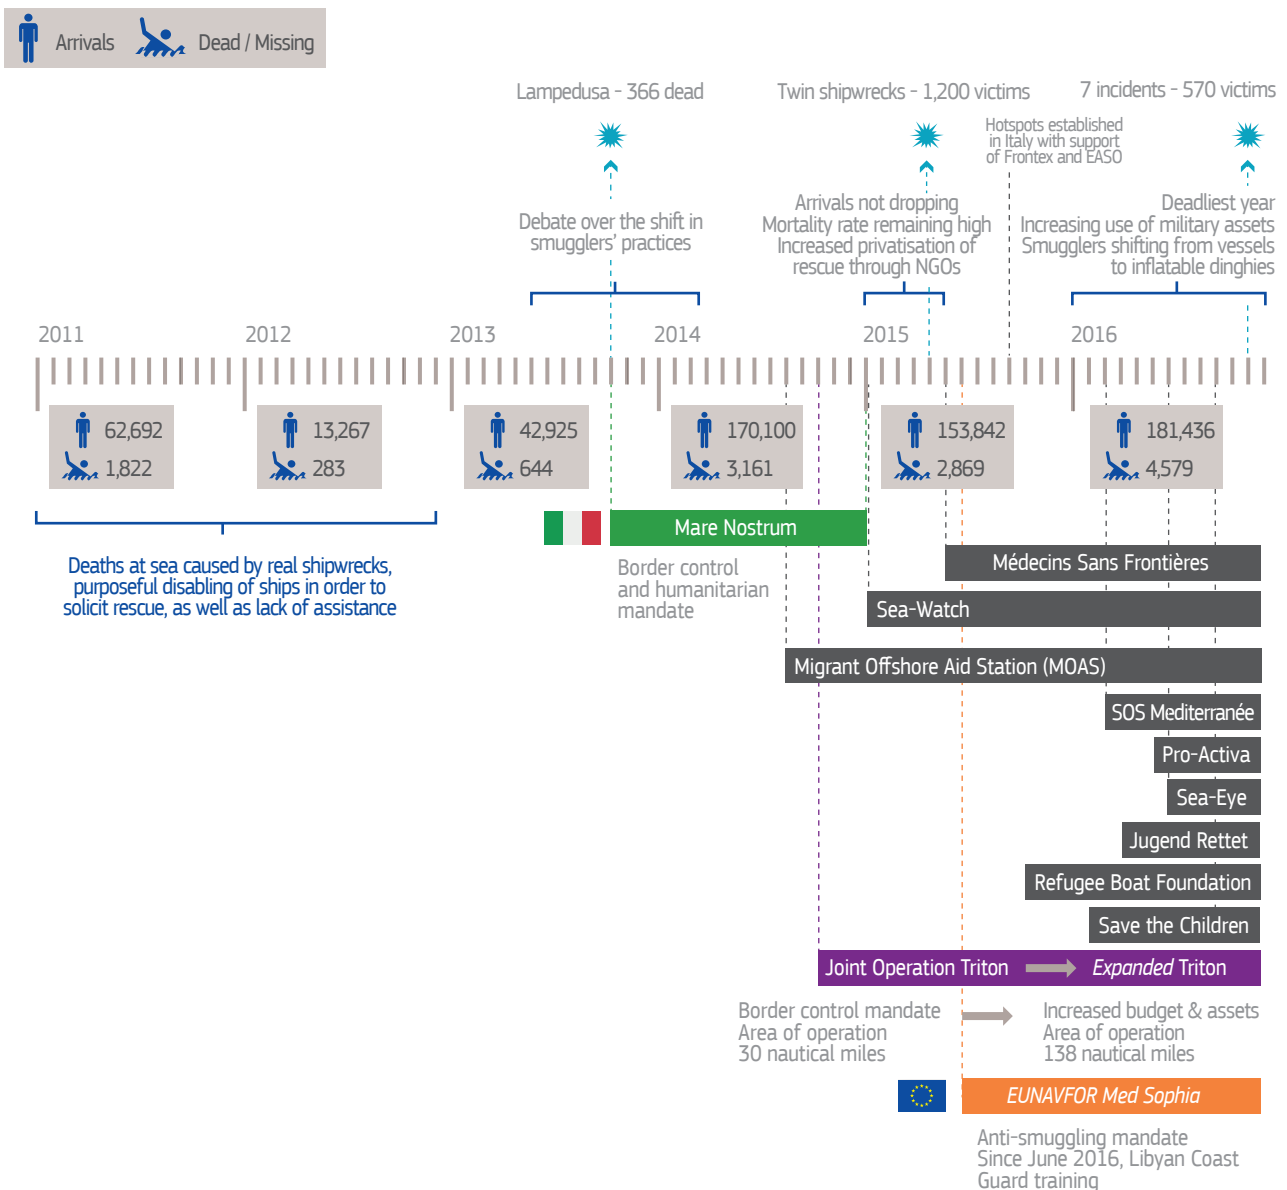 Arrivals
Dead / Missing
Lampedusa - 366 dead
Twin shipwrecks - 1,200 victims
7 incidents - 570 victims
Hotspots established
in Italy with support
of Frontex and EASO
Debate over the shift in
smugglers' practices
Arrivals not dropping
Mortality rate remaining high
Increased privatisation of
rescue through NGOs
Deadliest year
Increasing use of military assets
Smugglers shifting from vessels
to inflatable dinghies
2011
2012
2013
2014
2015
2016
62,692
1,822
13,267
283
42,925
644
170,100
3,161
153,842
2,869
181,436
4,579
Deaths at sea caused by real shipwrecks,
purposeful disabling of ships in order to
solicit rescue, as well as lack of assistance
Mare Nostrum
Border control
and humanitarian
mandate
Médecins Sans Frontières
Sea-Watch
Migrant Offshore Aid Station (MOAS)
SOS Mediterranée
Pro-Activa
Sea-Eye
Jugend Rettet
Refugee Boat Foundation
Save the Children
Joint Operation Triton
Expanded Triton
Border control mandate
Area of operation
30 nautical miles
Increased budget & assets
Area of operation
138 nautical miles
EUNAVFOR Med Sophia
Anti-smuggling mandate
Since June 2016, Libyan Coast
Guard training